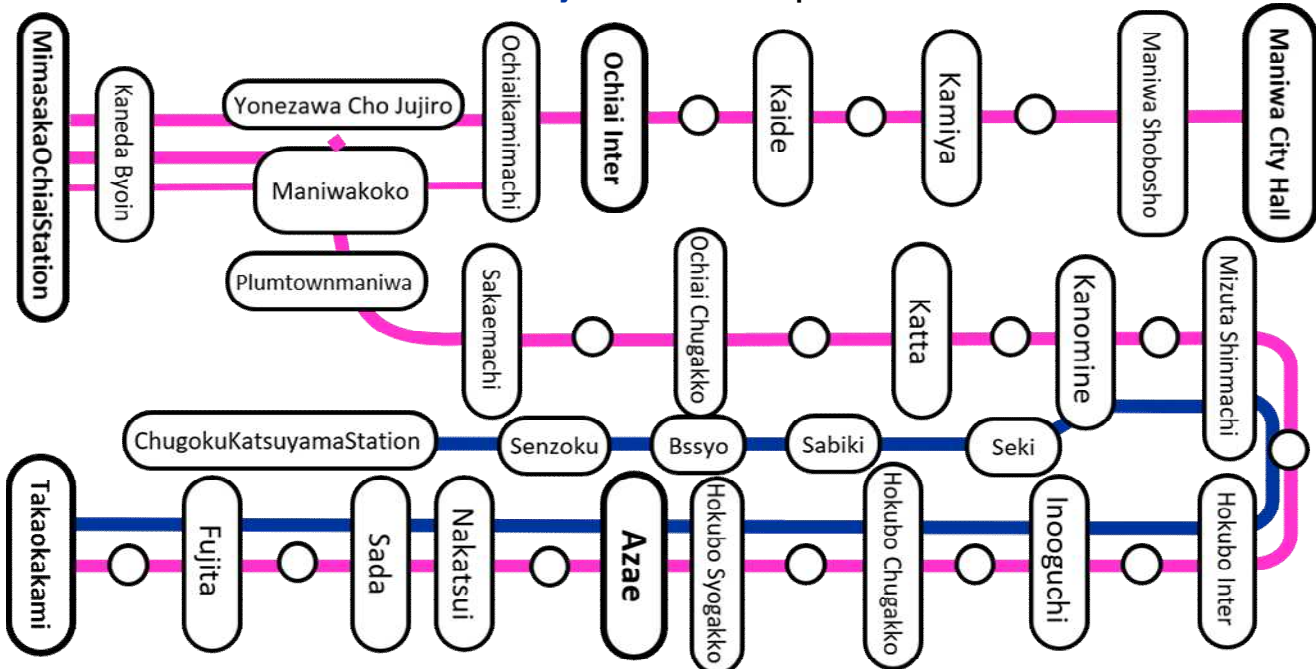 MimasakaOchiaiStation
Kaneda Byoin
Yonezawa Cho Jujiro
Maniwakoko
Ochiaikamimachi
Ochiai Inter
Kaide
Kamiya
Maniwa Shobosho
Maniwa City Hall
Plumtownmaniwa
Sakaemachi
Ochiai Chugakko
Katta
Kanomine
Mizuta Shinmachi
ChugokuKatsuyamaStation
Senzoku
Bssyo
Sabiki
Seki
Takaokakami
Fujita
Sada
Nakatsui
Azae
Hokubo Syogakko
Hokubo Chugakko
Inooguchi
Hokubo Inter